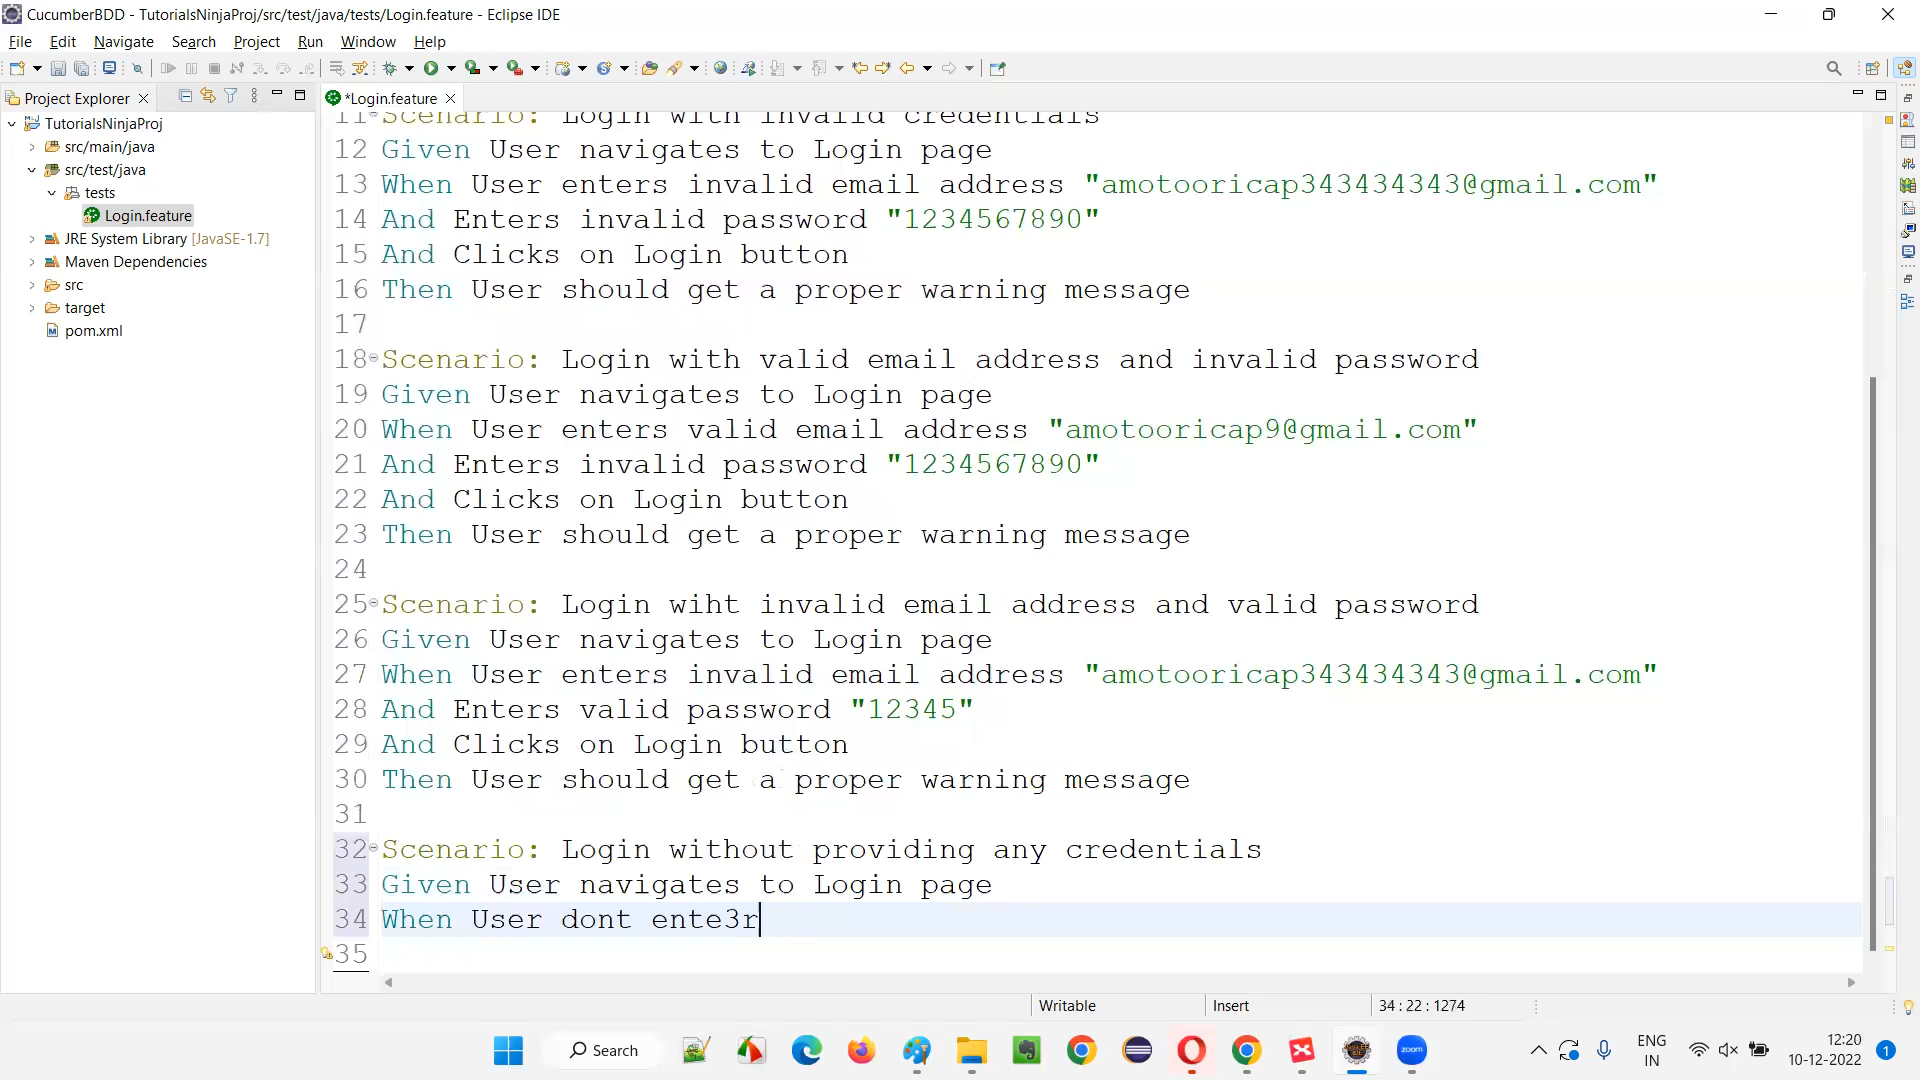 CucumberBDD - TutorialsNinjaProj/src/test/java/tests/Login.feature - Eclipse IDE
File Edit Navigate Search Project Run Window Help
Project Explorer
*Login.feature
TutorialsNinjaProj
src/main/java
src/test/java
tests
Login.feature
JRE System Library [JavaSE-1.7]
Maven Dependencies
src
target
pom.xml
11 Scenario: Login with invalid credentials
12 Given User navigates to Login page
13 When User enters invalid email address "amotooricap343434343@gmail.com"
14 And Enters invalid password "1234567890"
15 And Clicks on Login button
16 Then User should get a proper warning message
17
18 Scenario: Login with valid email address and invalid password
19 Given User navigates to Login page
20 When User enters valid email address "amotooricap9@gmail.com"
21 And Enters invalid password "1234567890"
22 And Clicks on Login button
23 Then User should get a proper warning message
24
25 Scenario: Login wiht invalid email address and valid password
26 Given User navigates to Login page
27 When User enters invalid email address "amotooricap343434343@gmail.com"
28 And Enters valid password "12345"
29 And Clicks on Login button
30 Then User should get a proper warning message
31
32 Scenario: Login without providing any credentials
33 Given User navigates to Login page
34 When User dont ente3r
35
Writable Insert 34 : 22 : 1274
Search
zoom
ENG
IN
12:20
10-12-2022
1